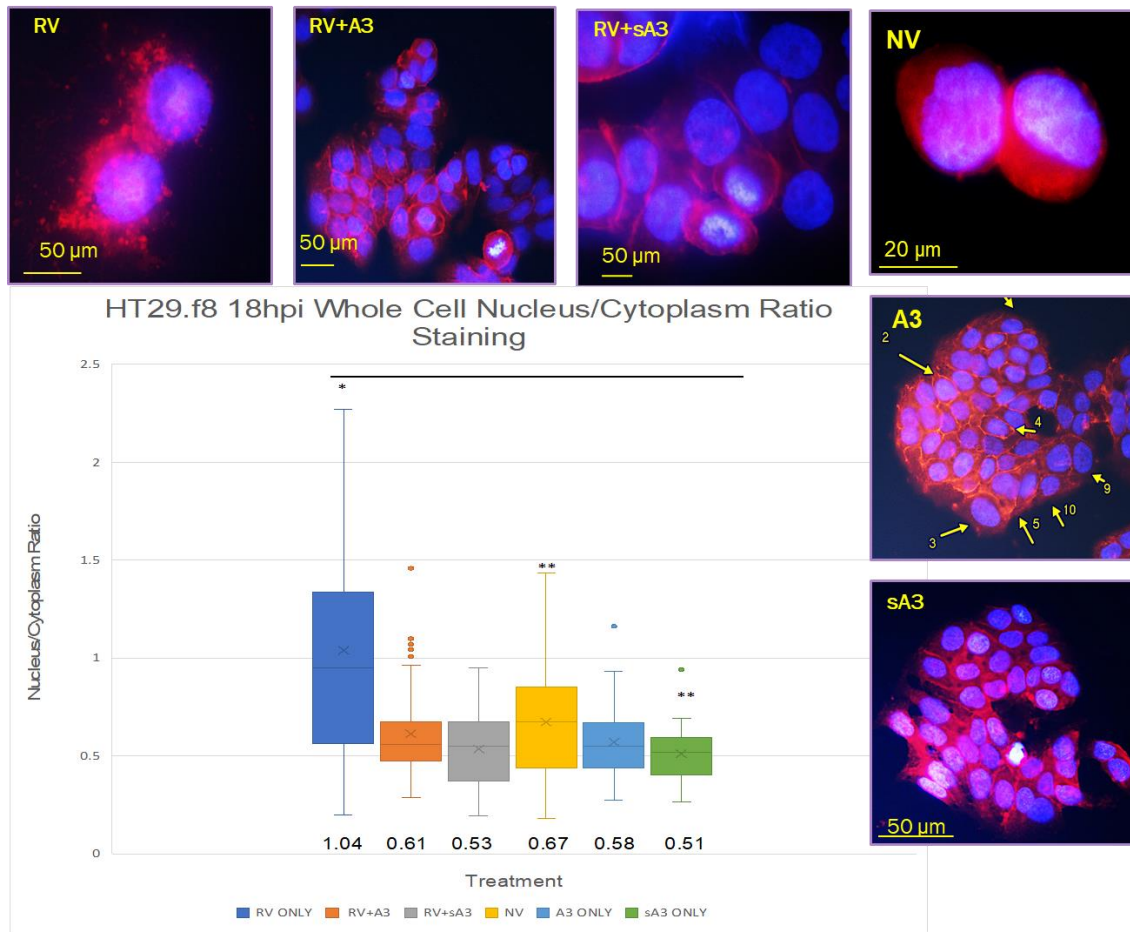 RV
50 µm
RV+A3
50 µm
RV+sA3
50 µm
NV
20 µm
HT29.f8 18hpi Whole Cell Nucleus/Cytoplasm Ratio
Staining
Nucleus/Cytoplasm Ratio
2.5
2
1.5
1
0.5
0
*
**
**
1.04 0.61 0.53 0.67 0.58 0.51
Treatment
RV ONLY RV+A3 RV+sA3 NV A3 ONLY sA3 ONLY
A3
2
4
9
10
5
3
sA3
50 µm